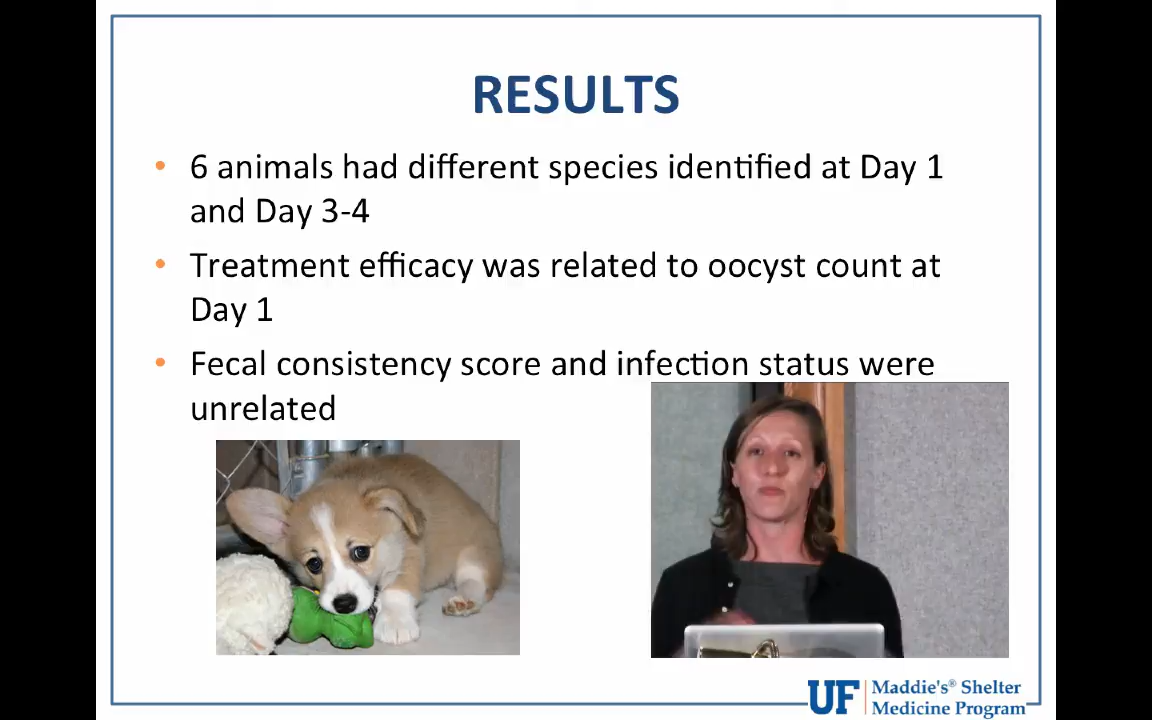 RESULTS
• 6 animals had different species identified at Day 1
and Day 3-4
• Treatment efficacy was related to oocyst count at
Day 1
• Fecal consistency score and infection status were
unrelated
UF Maddie's® Shelter
Medicine Program